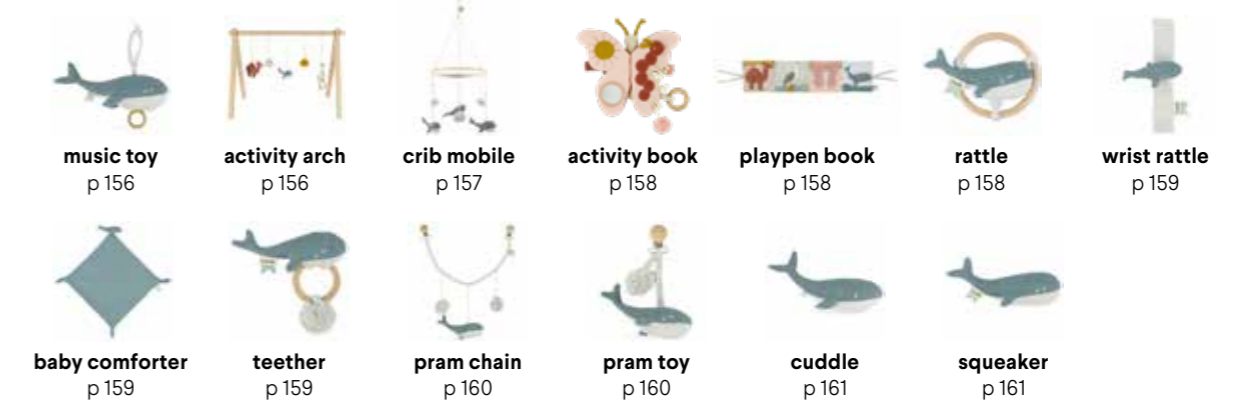 music toy
p 156
activity arch
p 156
crib mobile
p 157
activity book
p 158
playpen book
p 158
rattle
p 158
wrist rattle
p 159
baby comforter
p 159
teether
p 159
pram chain
p 160
pram toy
p 160
cuddle
p 161
squeaker
p 161